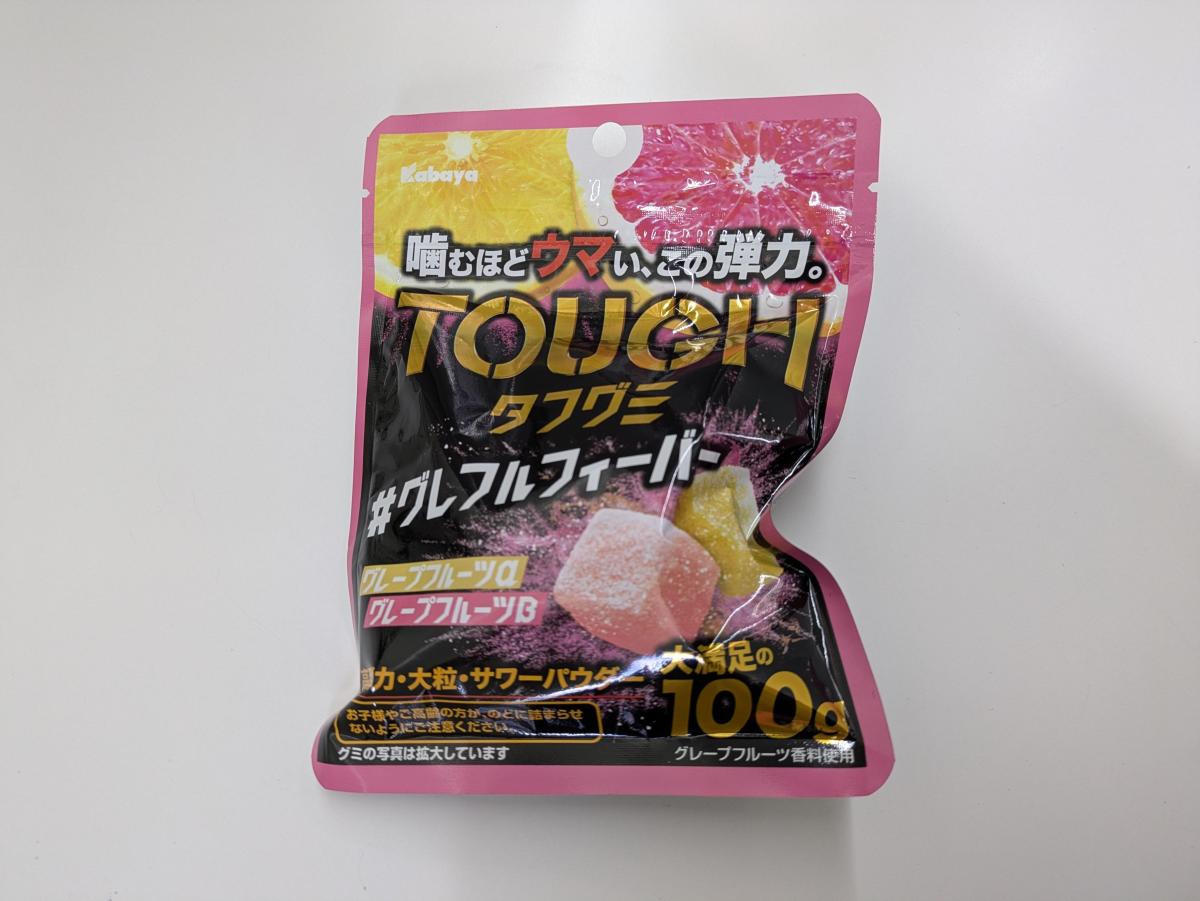 Kabaya
噛むほどウマい、この弾力。
TOUGH
タフグミ
#グレフルフィーバー
グレープフルーツα
グレープフルーツβ
弾力・大粒・サワーパウダー
大満足の
100g
お子様やご高齢の方が、のどに詰まらせ
ないようにご注意ください。
グミの写真は拡大しています
グレープフルーツ香料使用